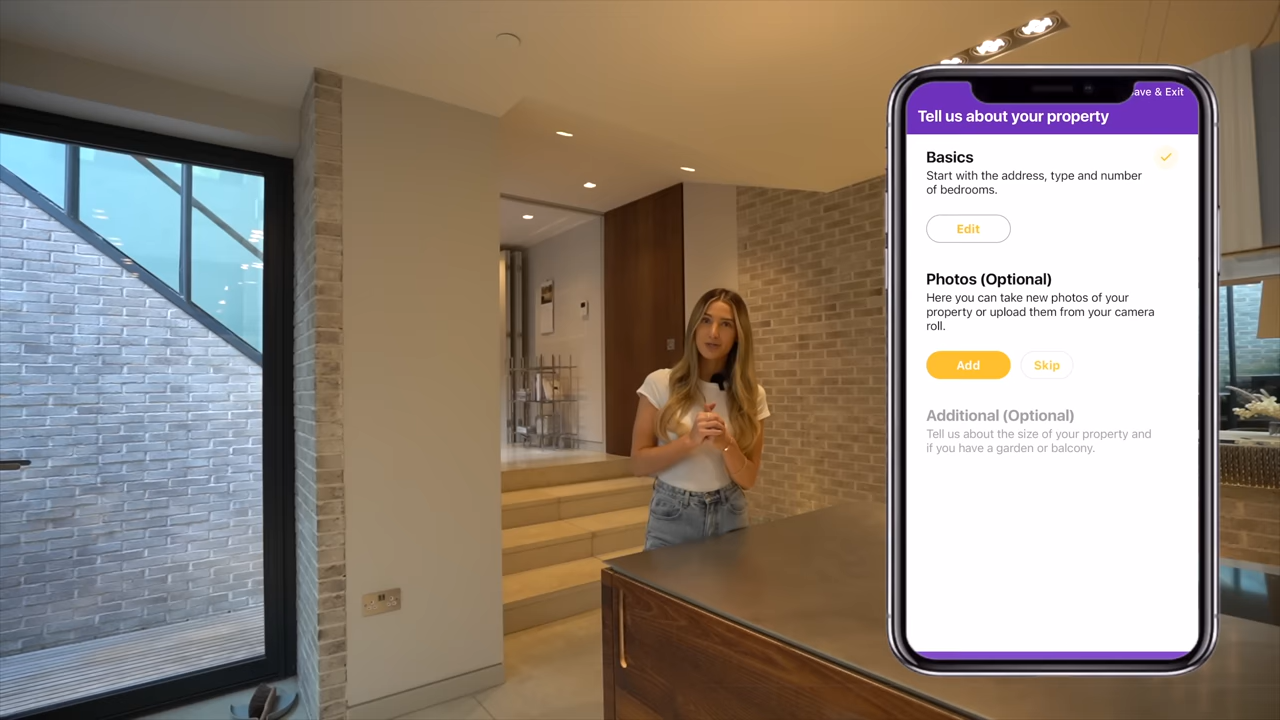 ave & Exit
Tell us about your property
Basics
Start with the address, type and number
of bedrooms.
Edit
Photos (Optional)
Here you can take new photos of your
property or upload them from your camera
roll.
Add
Skip
Additional (Optional)
Tell us about the size of your property and
if you have a garden or balcony.